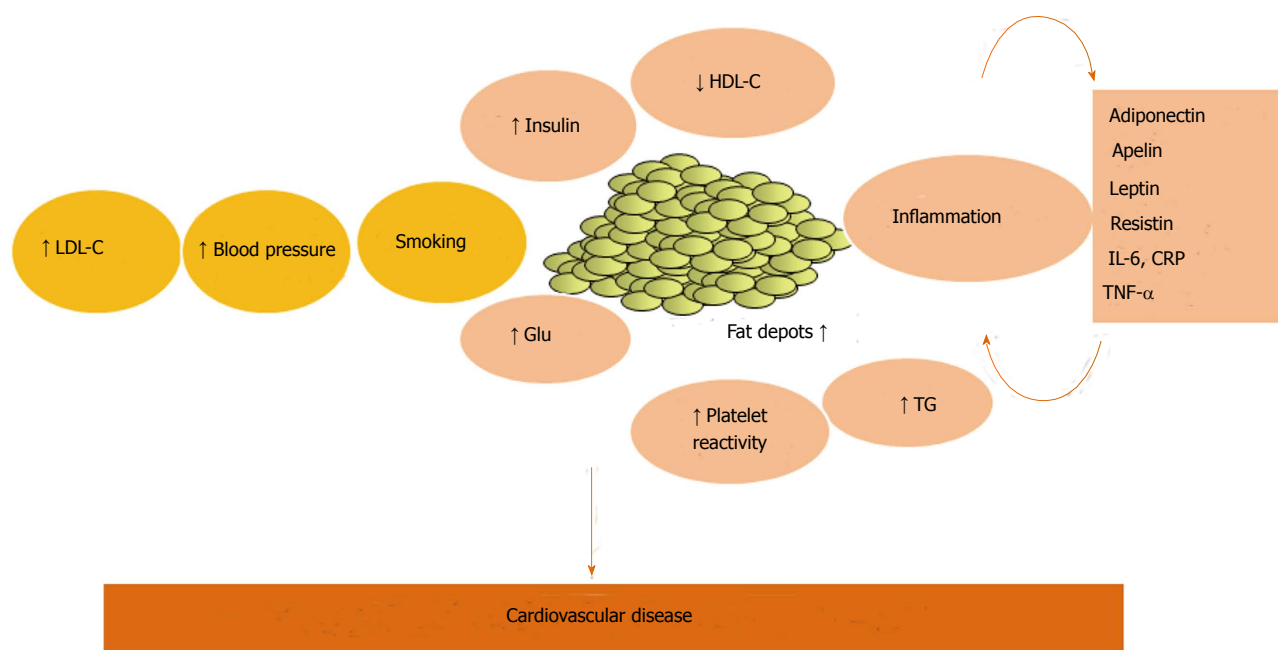 ↓ HDL-C
↑ Insulin
Adiponectin
Apelin
Leptin
Resistin
IL-6, CRP
TNF-α
Inflammation
Smoking
↑ Blood pressure
↑ LDL-C
↑ Glu
Fat depots ↑
↑ TG
↑ Platelet
reactivity
Cardiovascular disease